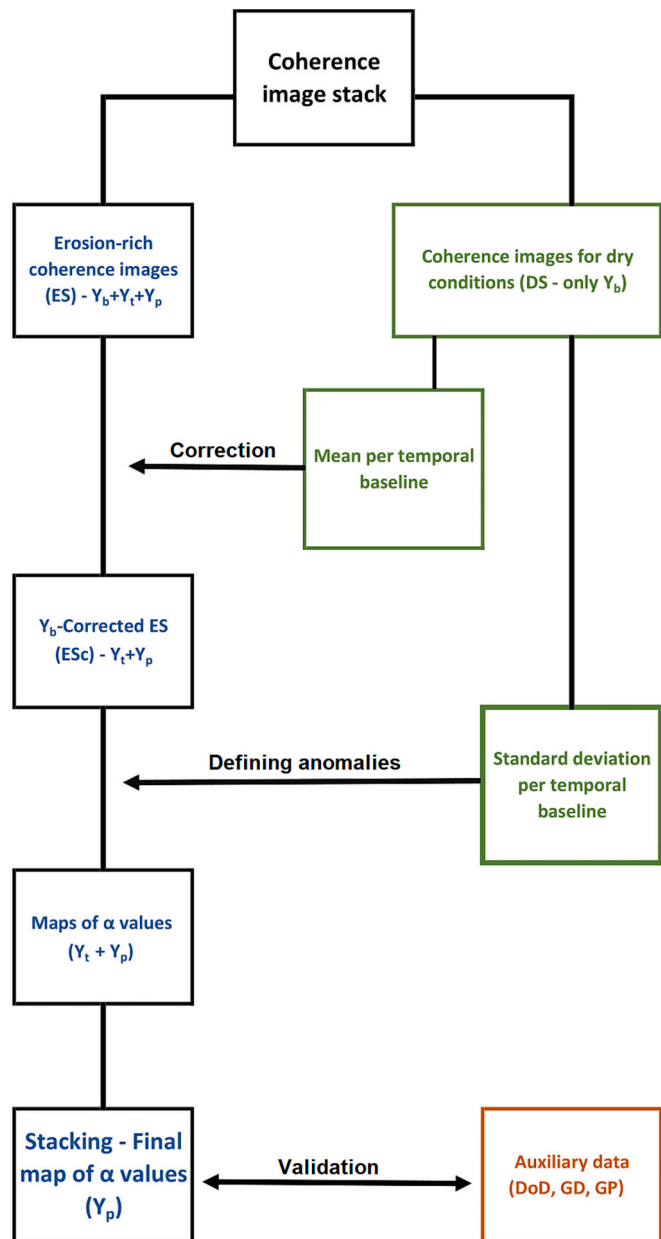 Coherence
image stack
Erosion-rich
coherence images
(ES) - Yb+Yt+Yp
Coherence images for dry
conditions (DS - only Yb)
Correction
Mean per temporal
baseline
Yb-Corrected ES
(ESc) - Yt+Yp
Defining anomalies
Standard deviation
per temporal
baseline
Maps of α values
(Yt + Yp)
Stacking - Final
map of α values
(Yp)
Validation
Auxiliary data
(DoD, GD, GP)